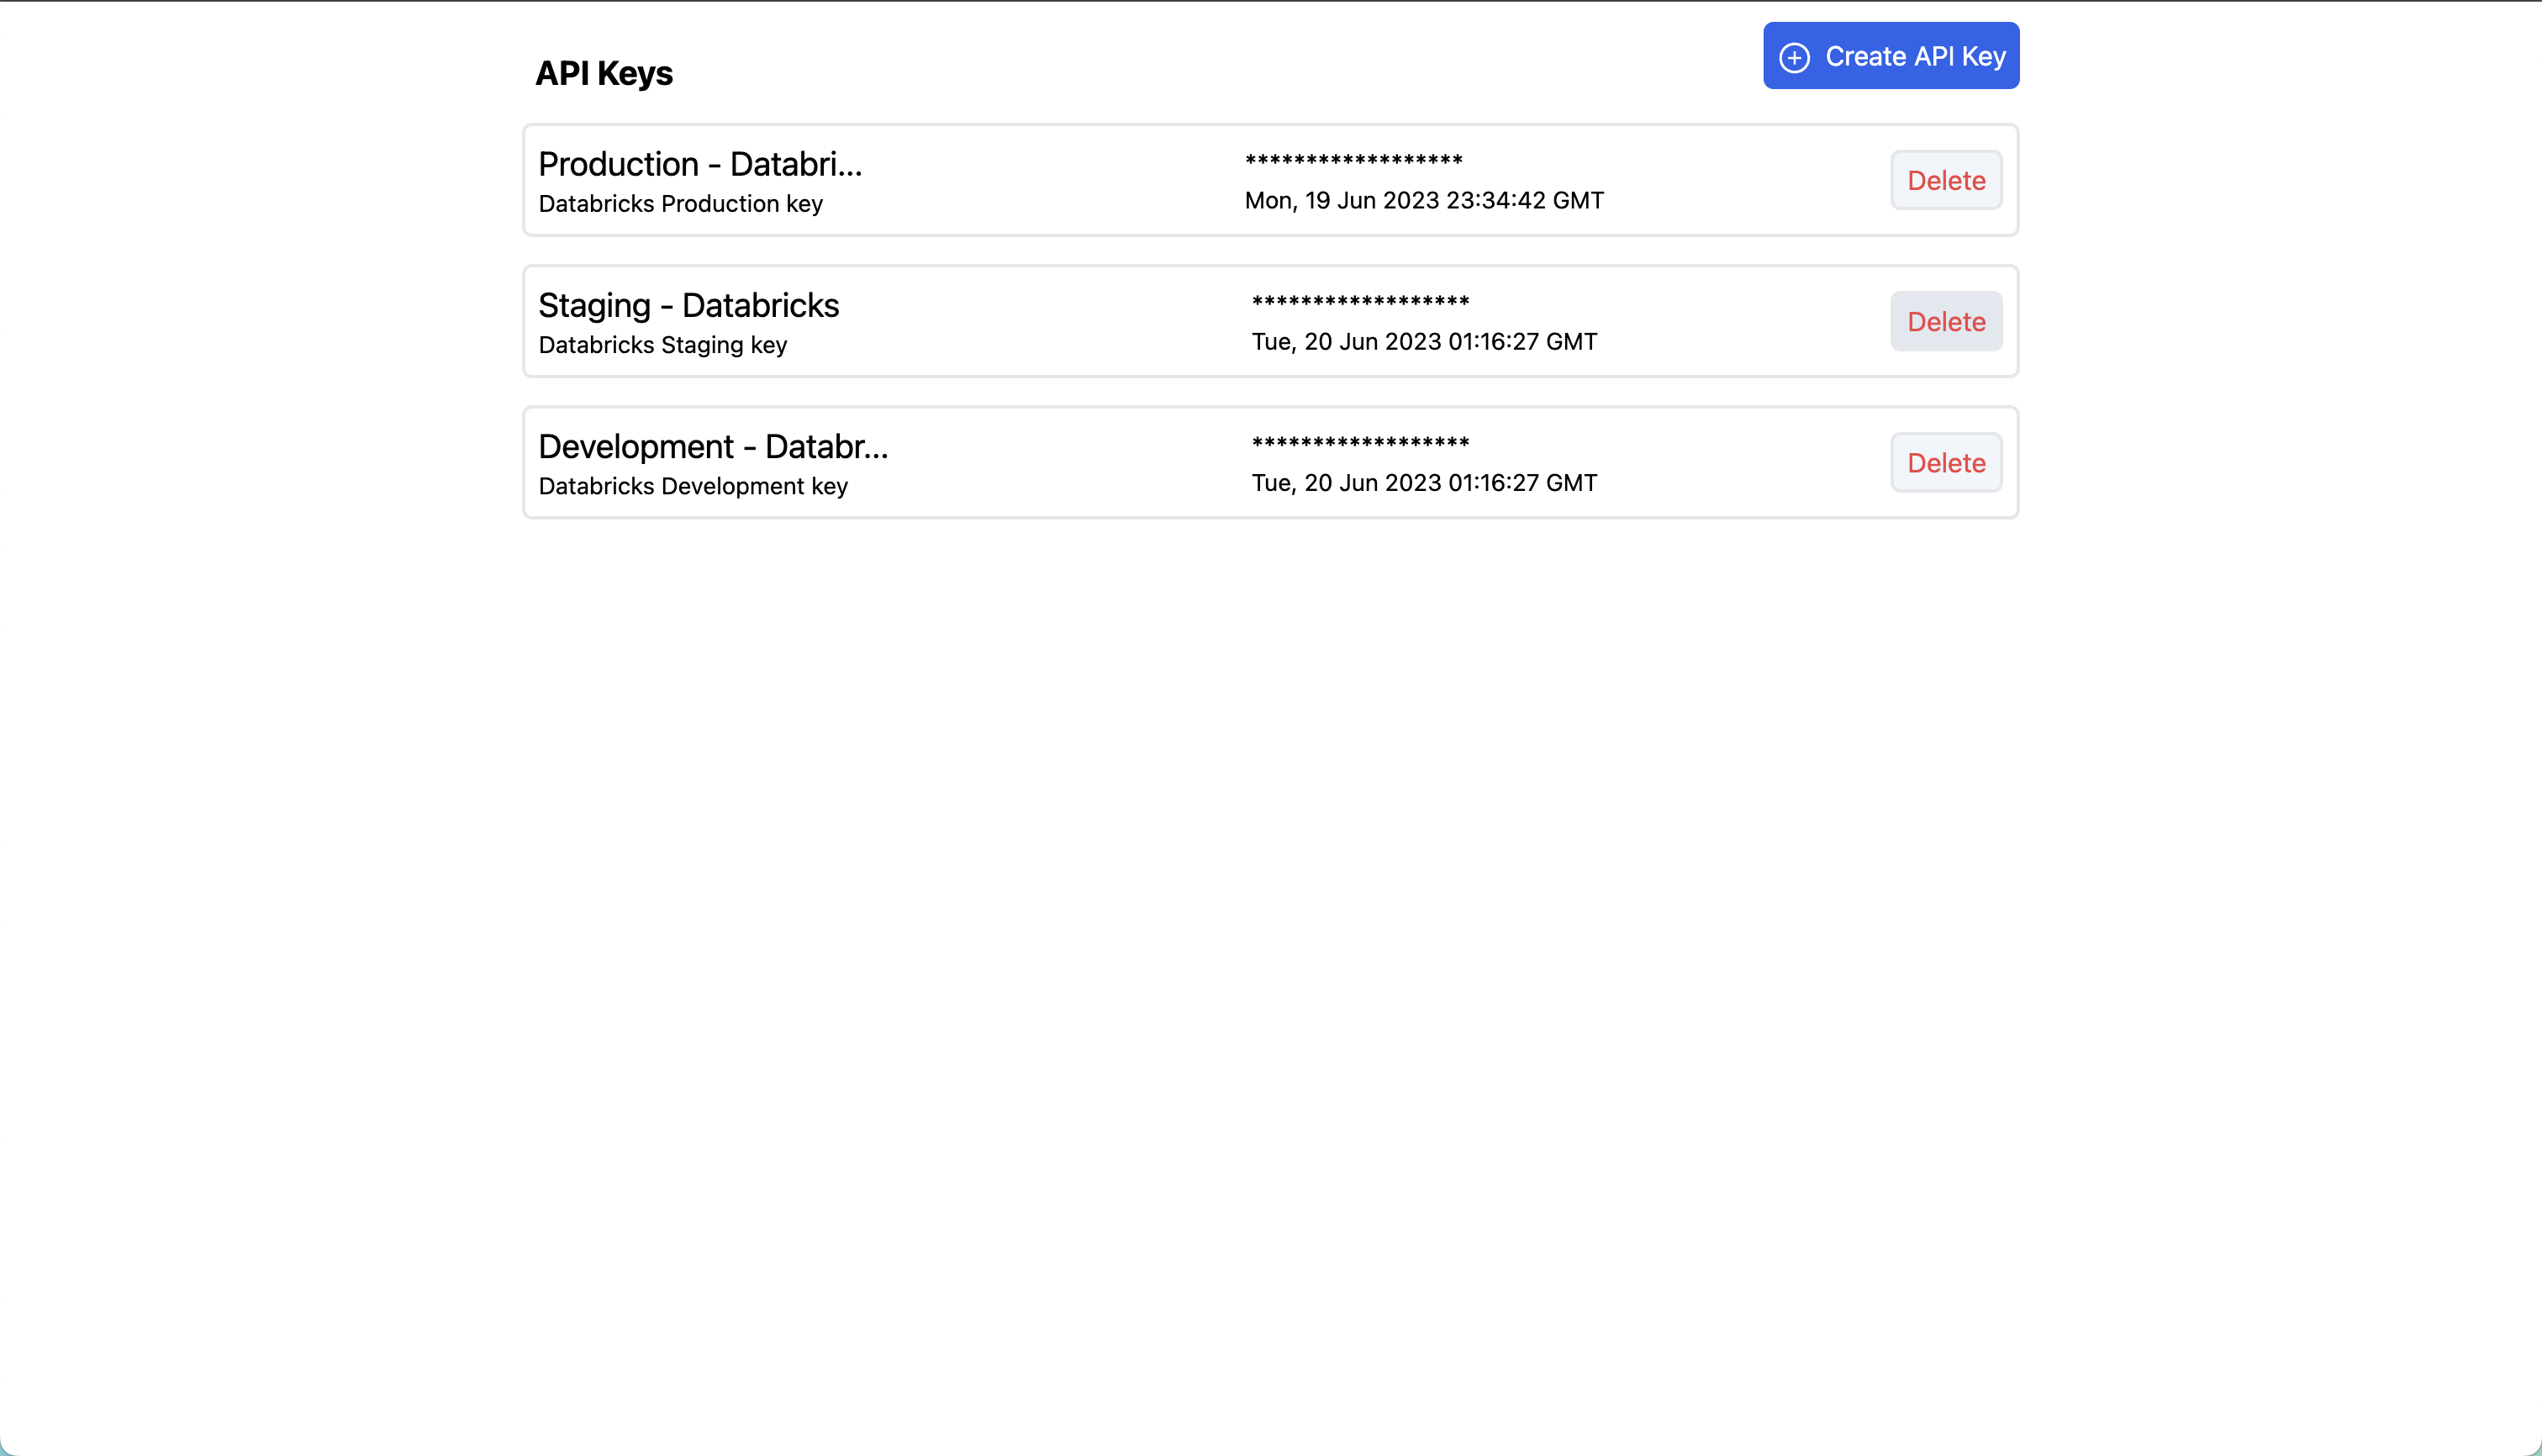 API Keys
Create API Key
Production - Databri...
Databricks Production key
******************
Mon, 19 Jun 2023 23:34:42 GMT
Delete
Staging - Databricks
Databricks Staging key
******************
Tue, 20 Jun 2023 01:16:27 GMT
Delete
Development - Databr...
Databricks Development key
******************
Tue, 20 Jun 2023 01:16:27 GMT
Delete